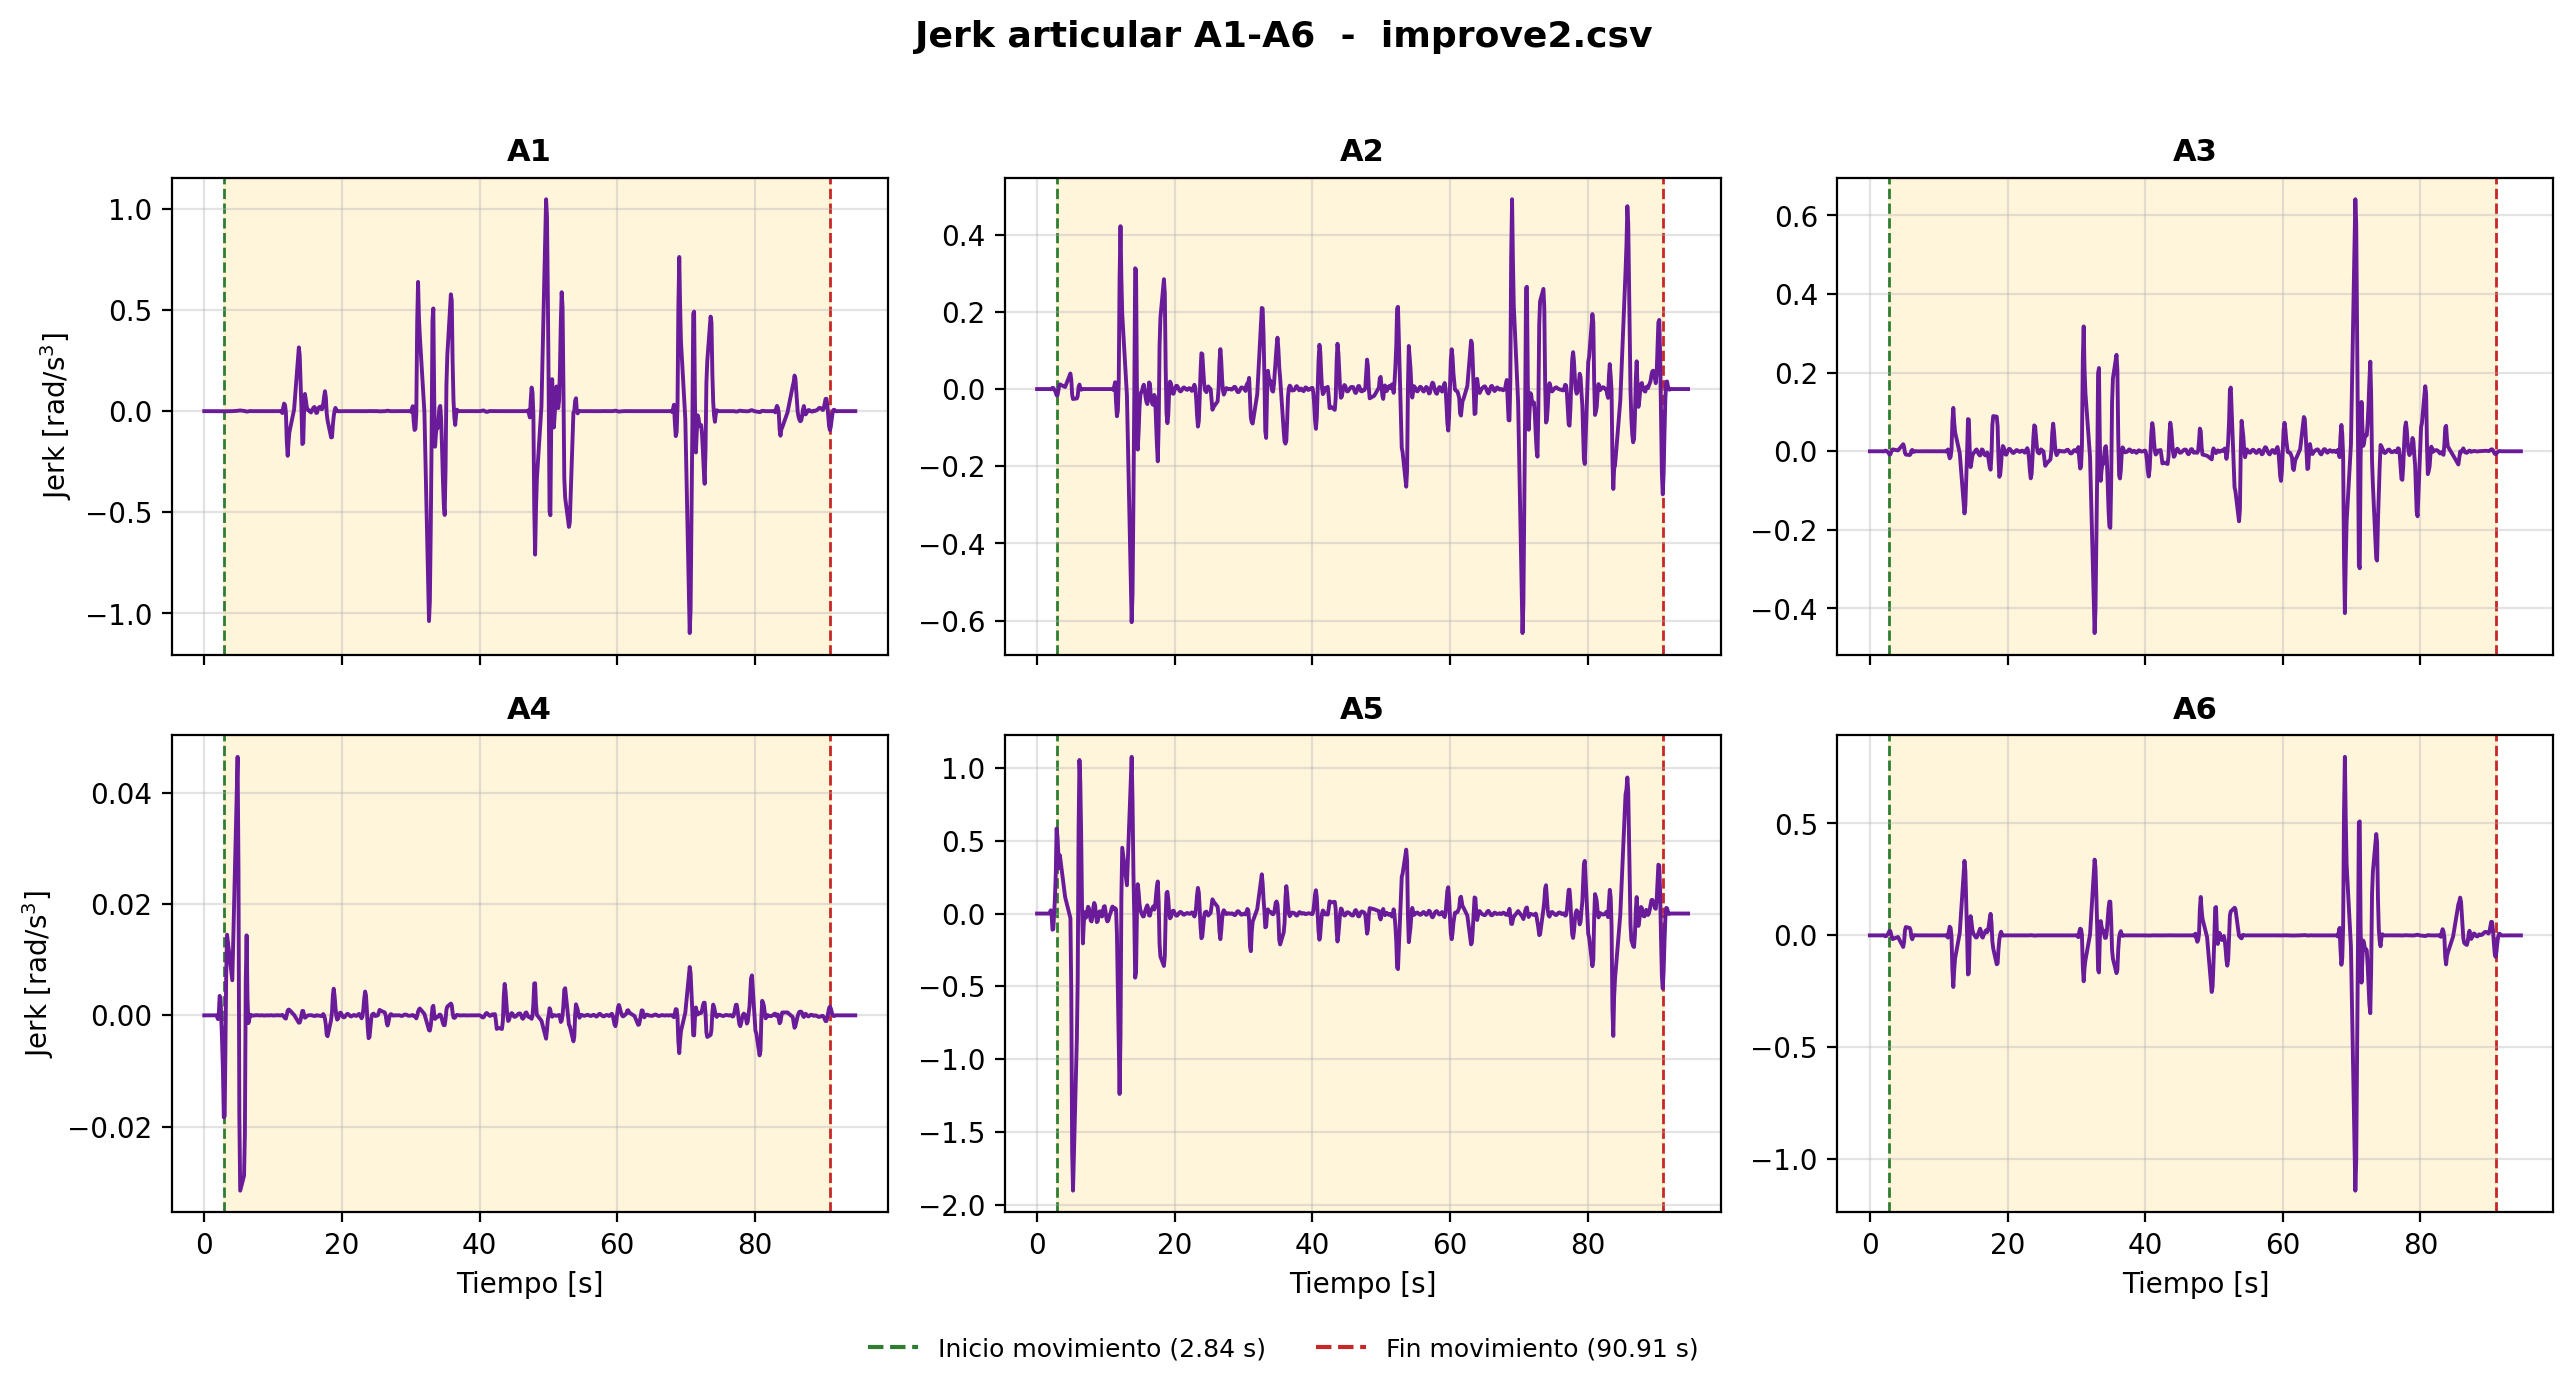 Jerk articular A1-A6 - improve2.csv
A1
A2
A3
1.0
0.5
0.0
−0.5
−1.0
Jerk [rad/s³]
0.4
0.2
0.0
−0.2
−0.4
−0.6
0.6
0.4
0.2
0.0
−0.2
−0.4
A4
A5
A6
0.04
0.02
0.00
−0.02
Jerk [rad/s³]
1.0
0.5
0.0
−0.5
−1.0
−1.5
−2.0
0.5
0.0
−0.5
−1.0
0 20 40 60 80
0 20 40 60 80
0 20 40 60 80
Tiempo [s]
Tiempo [s]
Tiempo [s]
Inicio movimiento (2.84 s)
Fin movimiento (90.91 s)